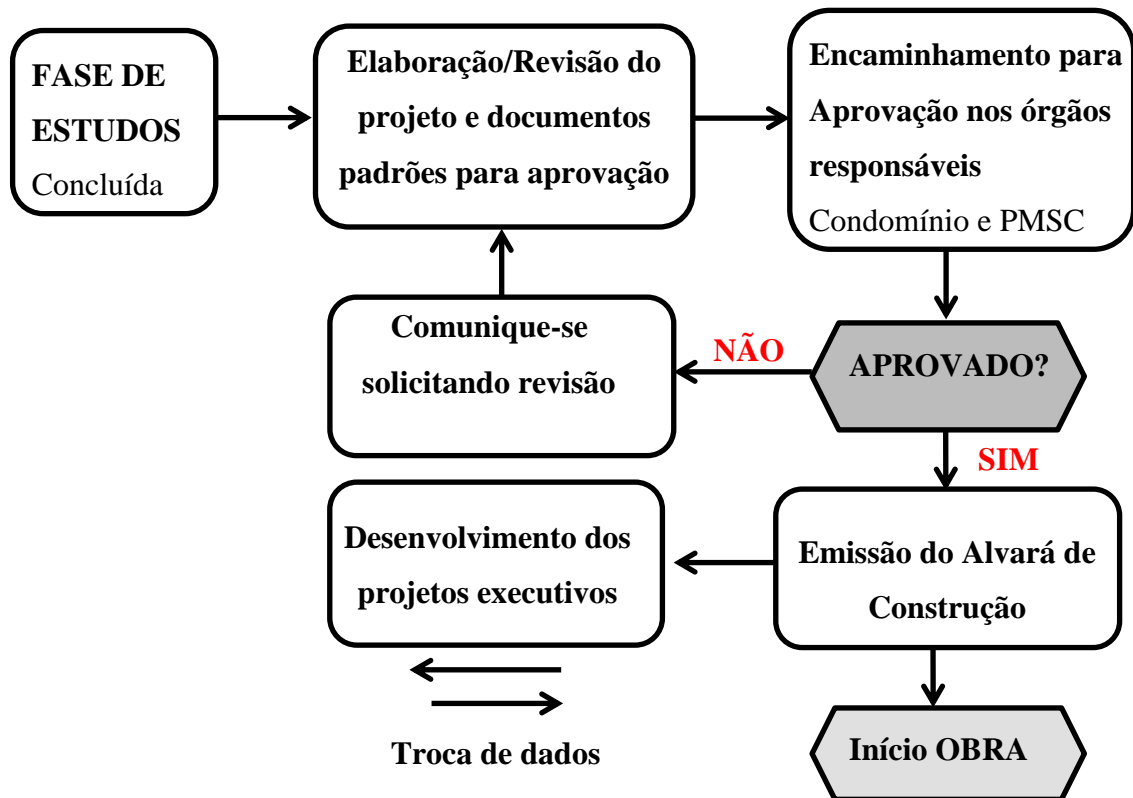 FASE DE
ESTUDOS
Concluída
Elaboração/Revisão do
projeto e documentos
padrões para aprovação
Encaminhamento para
Aprovação nos órgãos
responsáveis
Condomínio e PMSC
Comunique-se
solicitando revisão
NÃO
APROVADO?
SIM
Desenvolvimento dos
projetos executivos
Emissão do Alvará de
Construção
Troca de dados
Início OBRA